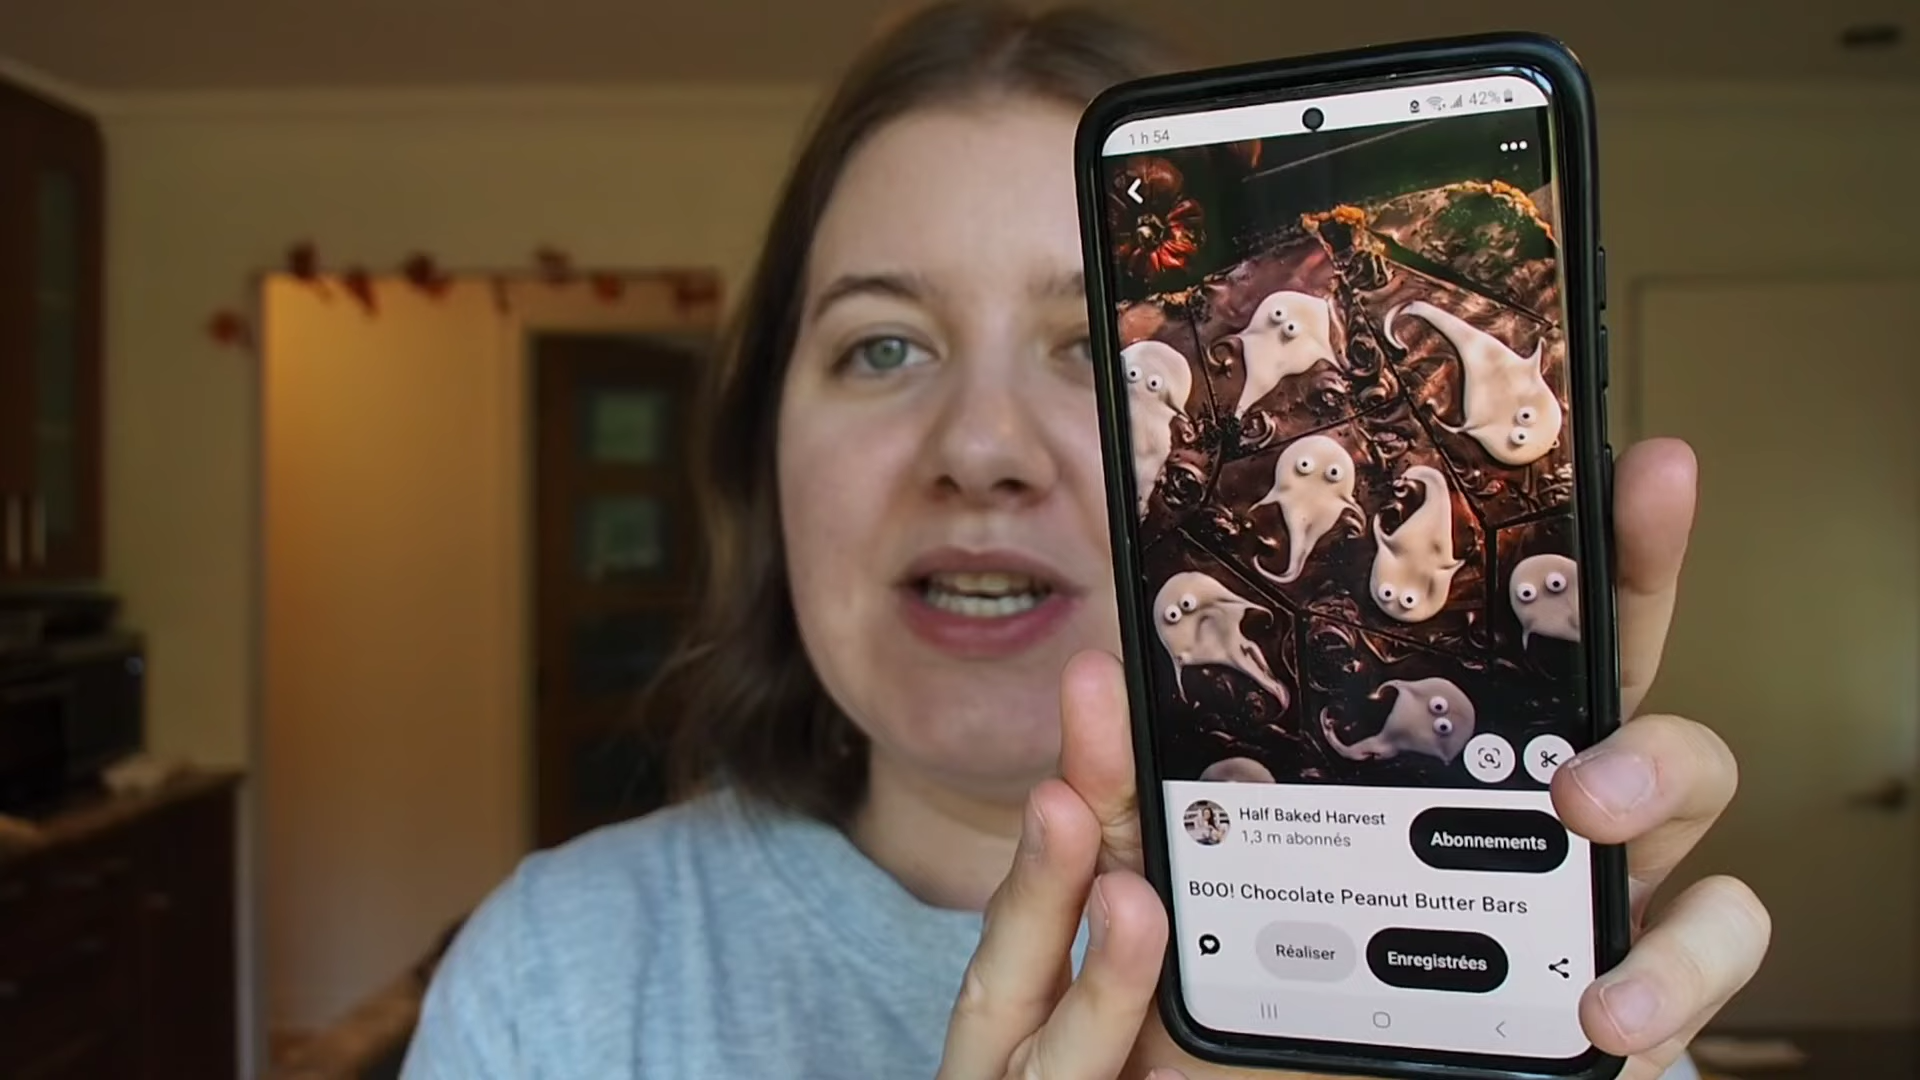 1 h 54
42%
Half Baked Harvest
1,3 m abonnés
Abonnements
BOO! Chocolate Peanut Butter Bars
Réaliser
Enregistrées